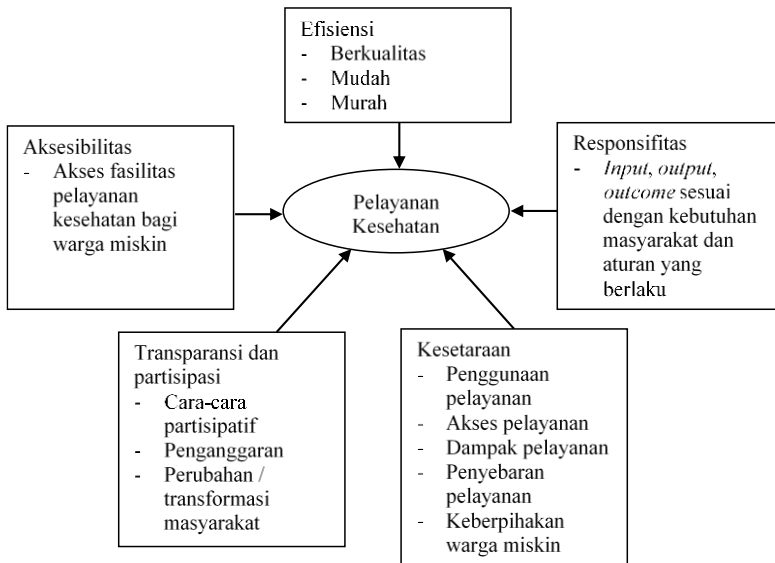 Efisiensi
- Berkualitas
- Mudah
- Murah
Aksesibilitas
- Akses fasilitas
pelayanan
kesehatan bagi
warga miskin
Pelayanan
Kesehatan
Responsifitas
- Input, output,
outcome sesuai
dengan kebutuhan
masyarakat dan
aturan yang
berlaku
Transparansi dan
partisipasi
- Cara-cara
partisipatif
- Penganggaran
- Perubahan /
transformasi
masyarakat
Kesetaraan
- Penggunaan
pelayanan
- Akses pelayanan
- Dampak pelayanan
- Penyebaran
pelayanan
- Keberpihakan
warga miskin